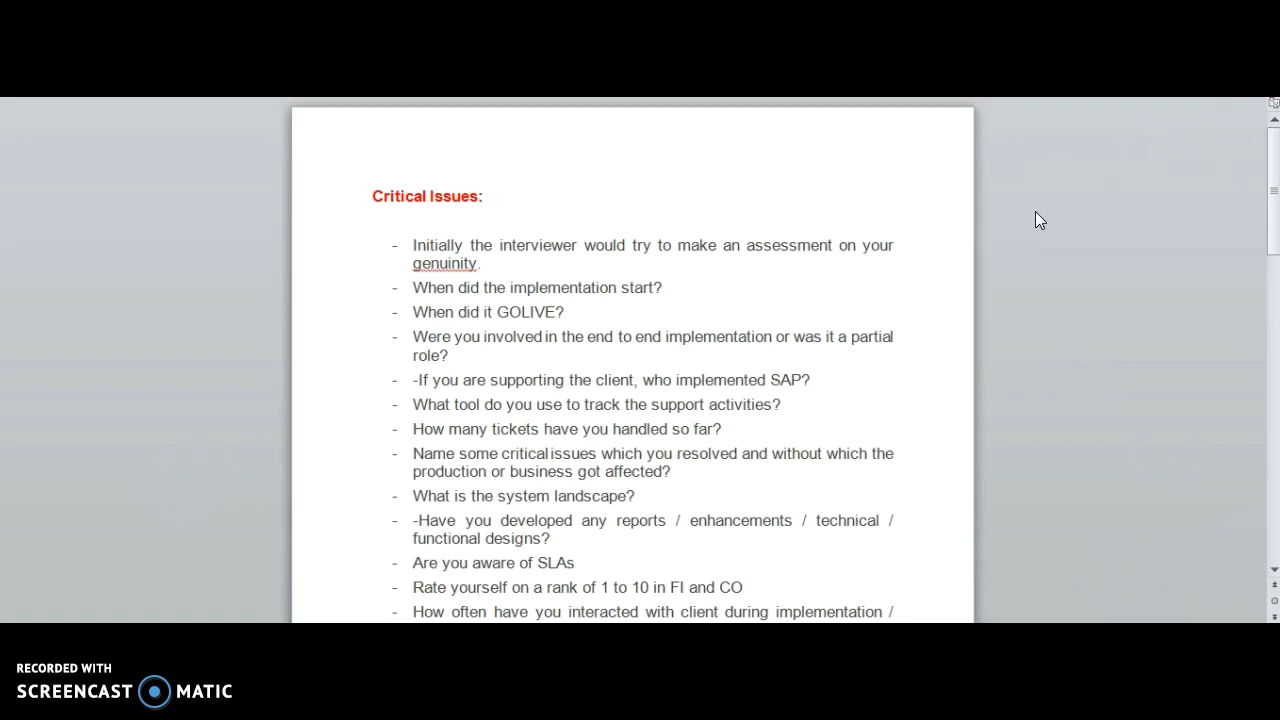 Critical Issues:
- Initially the interviewer would try to make an assessment on your
genuinity.
- When did the implementation start?
- When did it GOLIVE?
- Were you involved in the end to end implementation or was it a partial
role?
- -If you are supporting the client, who implemented SAP?
- What tool do you use to track the support activities?
- How many tickets have you handled so far?
- Name some critical issues which you resolved and without which the
production or business got affected?
- What is the system landscape?
- -Have you developed any reports / enhancements / technical /
functional designs?
- Are you aware of SLAs
- Rate yourself on a rank of 1 to 10 in FI and CO
- How often have you interacted with client during implementation /
RECORDED WITH
SCREENCAST MATIC